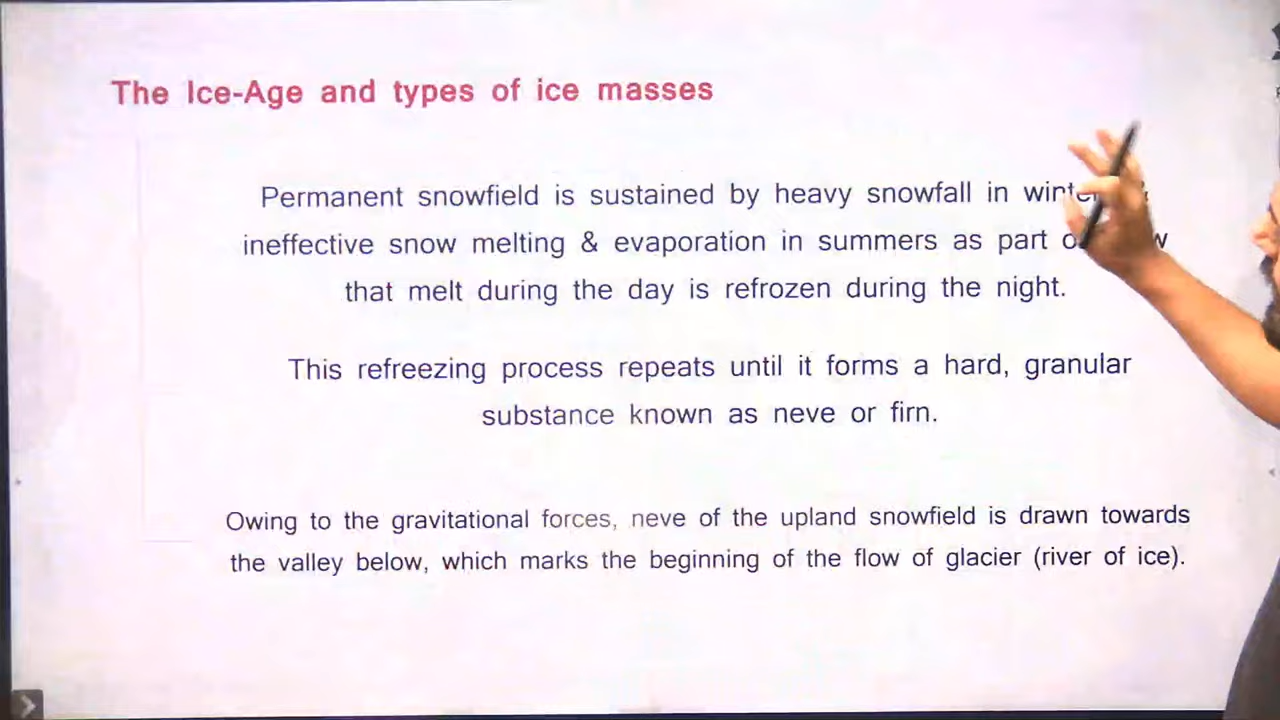 The Ice-Age and types of ice masses
Permanent snowfield is sustained by heavy snowfall in
ineffective snow melting & evaporation in summers as part
that melt during the day is refrozen during the night.
This refreezing process repeats until it forms a hard, granular
substance known as neve or firn.
Owing to the gravitational forces, neve of the upland snowfield is drawn towards
the valley below, which marks the beginning of the flow of glacier (river of ice).